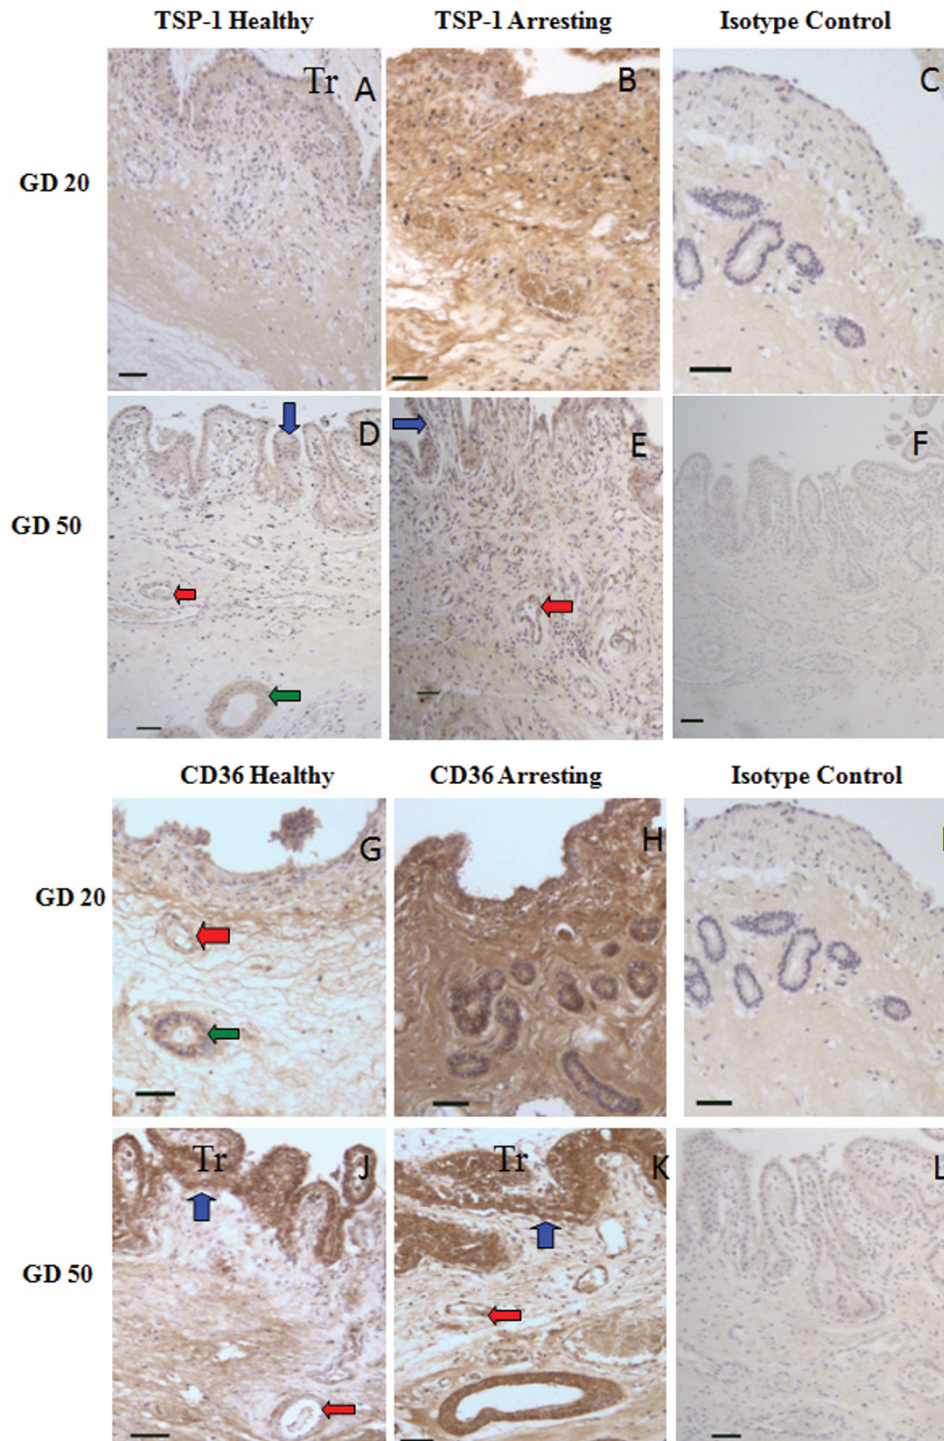 TSP-1 Healthy TSP-1 Arresting Isotype Control
Tr A B C
GD 20
D E F
GD 50
CD36 Healthy CD36 Arresting Isotype Control
G H I
GD 20
Tr J Tr K L
GD 50